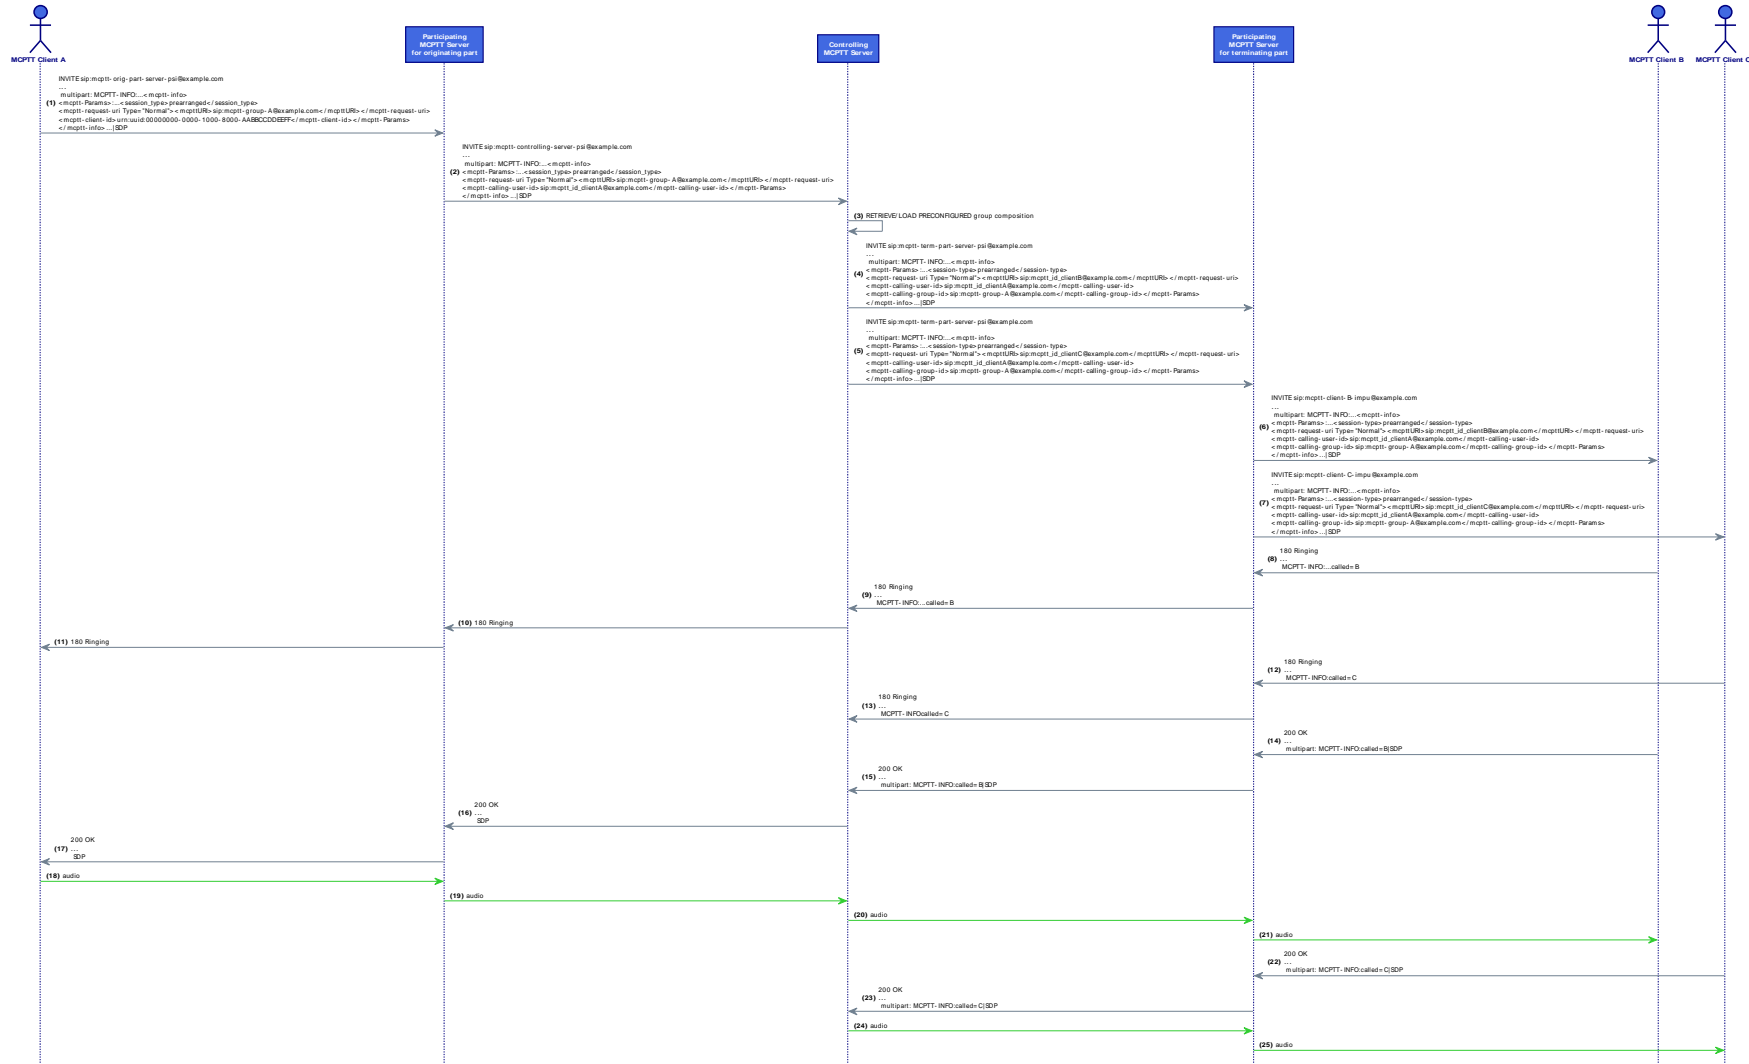 MCPTT Client A
Participating
MCPTT Server
for originating part
Controlling
MCPTT Server
Participating
MCPTT Server
for terminating part
MCPTT Client B
MCPTT Client C
INVITE sip:mcptt-orig-part-server-psi@example.com
...
multipart: MCPTT-INFO:...<mcptt-info>
(1) <mcptt-Params>:...<session_type>prearranged</session_type>
<mcptt-request-uri Type="Normal"><mcpttURI>sip:mcptt-group-A@example.com</mcpttURI></mcptt-request-uri>
<mcptt-client-id>urn:uuid:00000000-0000-1000-8000-AABBCCDDEEFF</mcptt-client-id></mcptt-Params>
</mcptt-info>...|SDP
INVITE sip:mcptt-controlling-server-psi@example.com
...
multipart: MCPTT-INFO:...<mcptt-info>
(2) <mcptt-Params>:...<session_type>prearranged</session_type>
<mcptt-request-uri Type="Normal"><mcpttURI>sip:mcptt-group-A@example.com</mcpttURI></mcptt-request-uri>
<mcptt-calling-user-id>sip:mcptt_id_clientA@example.com</mcptt-calling-user-id></mcptt-Params>
</mcptt-info>...|SDP
(3) RETRIEVE/LOAD PRECONFIGURED group composition
INVITE sip:mcptt-term-part-server-psi@example.com
...
multipart: MCPTT-INFO:...<mcptt-info>
<mcptt-Params>:...<session-type>prearranged</session-type>
(4) <mcptt-request-uri Type="Normal"><mcpttURI>sip:mcptt_id_clientB@example.com</mcpttURI></mcptt-request-uri>
<mcptt-calling-user-id>sip:mcptt_id_clientA@example.com</mcptt-calling-user-id>
<mcptt-calling-group-id>sip:mcptt-group-A@example.com</mcptt-calling-group-id></mcptt-Params>
</mcptt-info>...|SDP
INVITE sip:mcptt-term-part-server-psi@example.com
...
multipart: MCPTT-INFO:...<mcptt-info>
<mcptt-Params>:...<session-type>prearranged</session-type>
(5) <mcptt-request-uri Type="Normal"><mcpttURI>sip:mcptt_id_clientC@example.com</mcpttURI></mcptt-request-uri>
<mcptt-calling-user-id>sip:mcptt_id_clientA@example.com</mcptt-calling-user-id>
<mcptt-calling-group-id>sip:mcptt-group-A@example.com</mcptt-calling-group-id></mcptt-Params>
</mcptt-info>...|SDP
INVITE sip:mcptt-client-B-impu@example.com
...
multipart: MCPTT-INFO:...<mcptt-info>
<mcptt-Params>:...<session-type>prearranged</session-type>
(6) <mcptt-request-uri Type="Normal"><mcpttURI>sip:mcptt_id_clientB@example.com</mcpttURI></mcptt-request-uri>
<mcptt-calling-user-id>sip:mcptt_id_clientA@example.com</mcptt-calling-user-id>
<mcptt-calling-group-id>sip:mcptt-group-A@example.com</mcptt-calling-group-id></mcptt-Params>
</mcptt-info>...|SDP
INVITE sip:mcptt-client-C-impu@example.com
...
multipart: MCPTT-INFO:...<mcptt-info>
<mcptt-Params>:...<session-type>prearranged</session-type>
(7) <mcptt-request-uri Type="Normal"><mcpttURI>sip:mcptt_id_clientC@example.com</mcpttURI></mcptt-request-uri>
<mcptt-calling-user-id>sip:mcptt_id_clientA@example.com</mcptt-calling-user-id>
<mcptt-calling-group-id>sip:mcptt-group-A@example.com</mcptt-calling-group-id></mcptt-Params>
</mcptt-info>...|SDP
180 Ringing
(8) ...
MCPTT-INFO:...called=B
180 Ringing
(9) ...
MCPTT-INFO:...called=B
(10) 180 Ringing
(11) 180 Ringing
180 Ringing
(12) ...
MCPTT-INFO:called=C
180 Ringing
(13) ...
MCPTT-INFOcalled=C
200 OK
(14) ...
multipart: MCPTT-INFO:called=B|SDP
200 OK
(15) ...
multipart: MCPTT-INFO:called=B|SDP
200 OK
(16) ...
SDP
200 OK
(17) ...
SDP
(18) audio
(19) audio
(20) audio
(21) audio
200 OK
(22) ...
multipart: MCPTT-INFO:called=C|SDP
200 OK
(23) ...
multipart: MCPTT-INFO:called=C|SDP
(24) audio
(25) audio